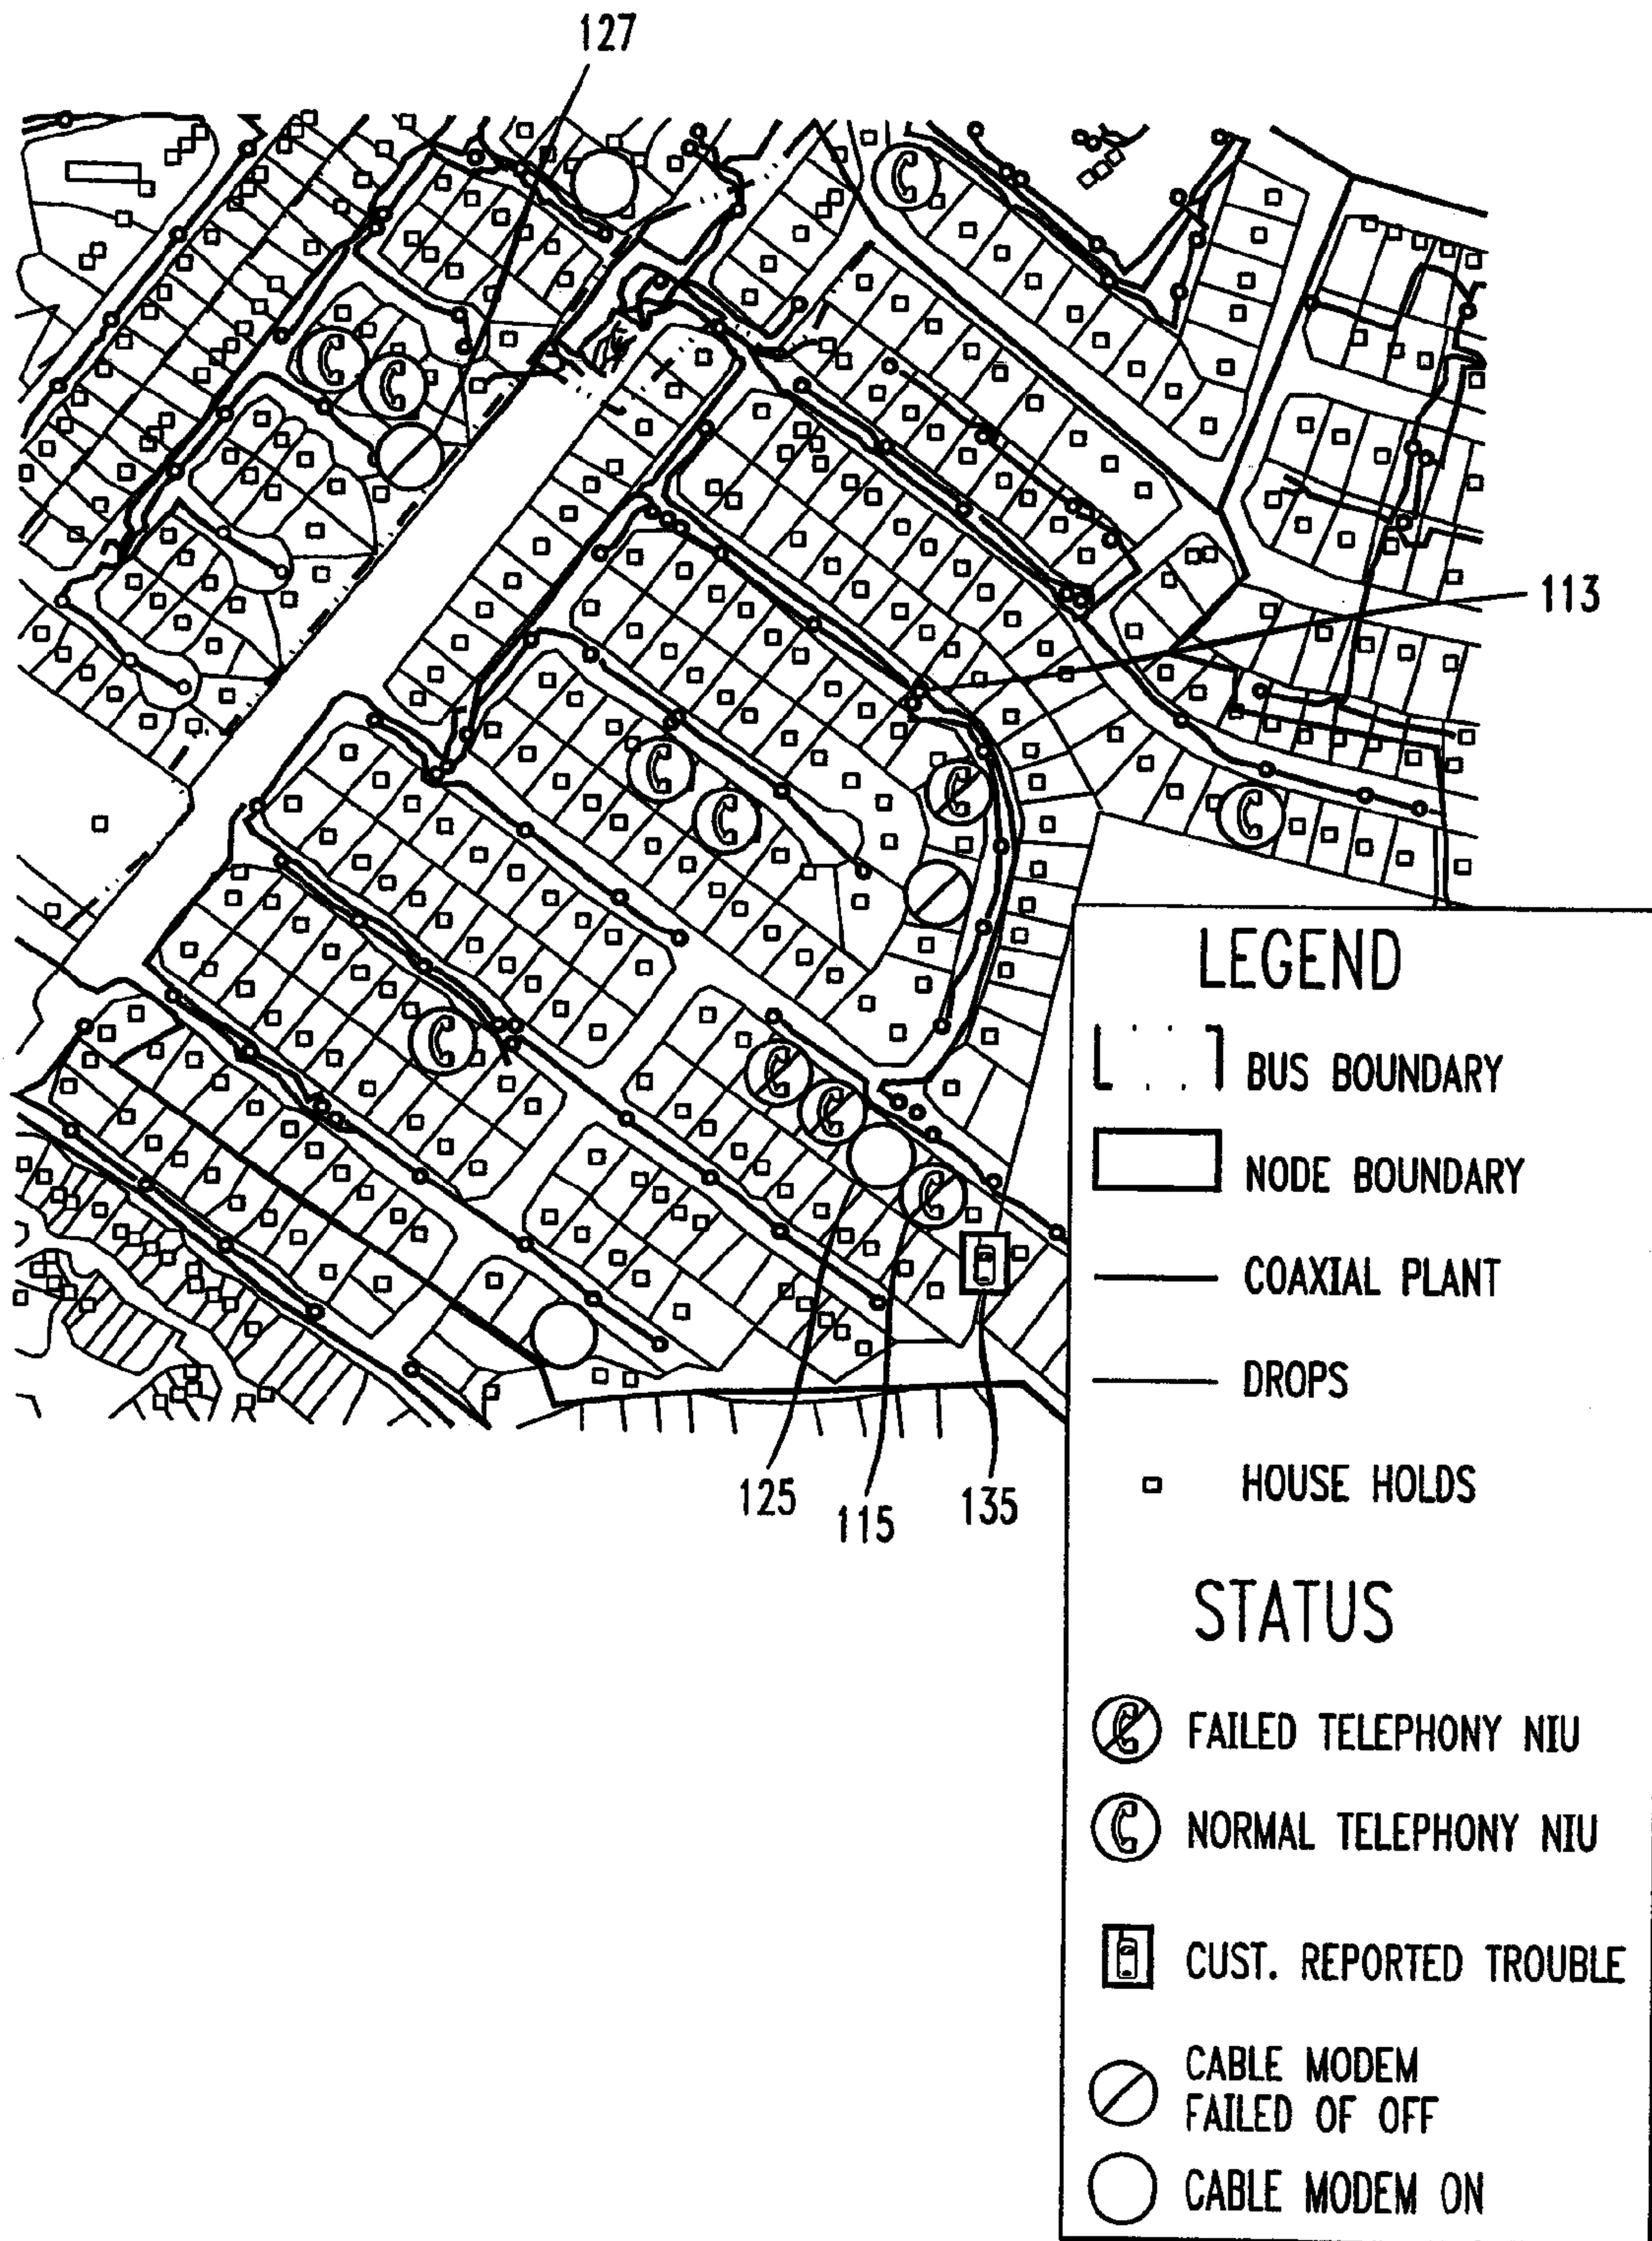 127
113
125
115
135
LEGEND
BUS BOUNDARY
NODE BOUNDARY
COAXIAL PLANT
DROPS
HOUSE HOLDS
STATUS
FAILED TELEPHONY NIU
NORMAL TELEPHONY NIU
CUST. REPORTED TROUBLE
CABLE MODEM
FAILED OF OFF
CABLE MODEM ON